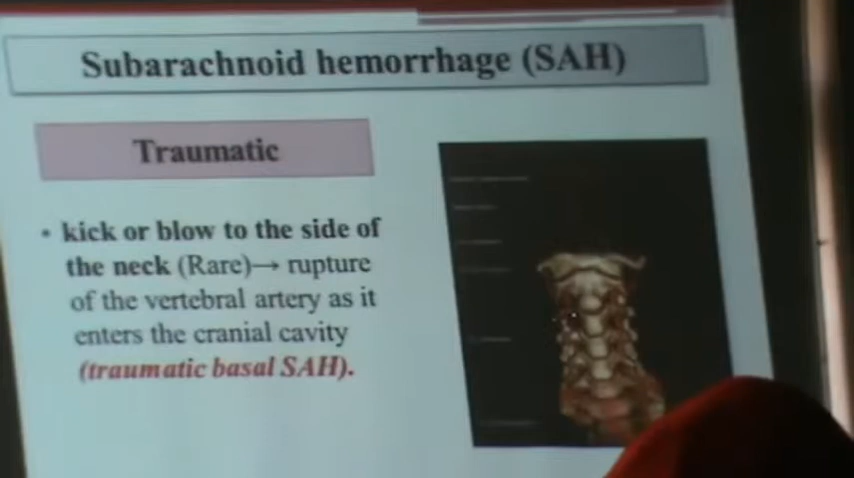 Subarachnoid hemorrhage (SAH)
Traumatic
• kick or blow to the side of
the neck (Rare)→ rupture
of the vertebral artery as it
enters the cranial cavity
(traumatic basal SAH).